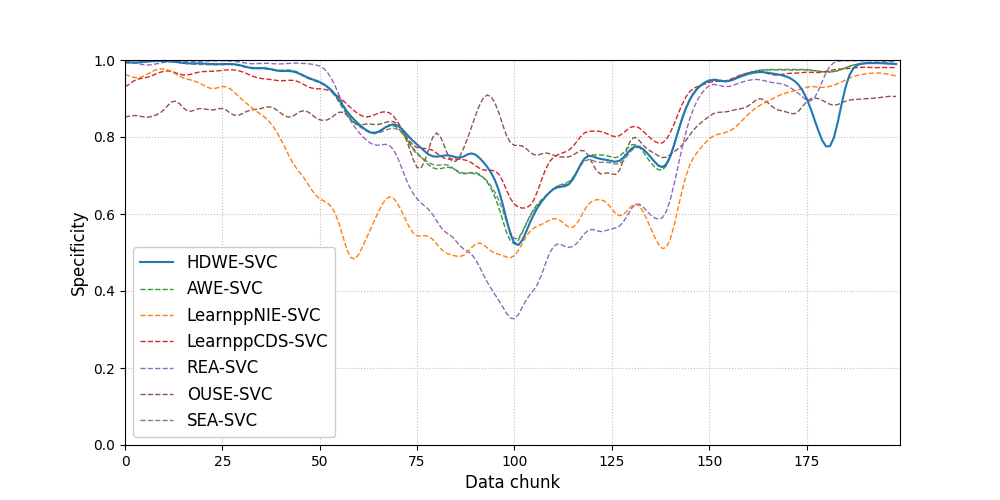 1.0
0.8
0.6
0.4
0.2
0.0
Specificity
HDWE-SVC
AWE-SVC
LearnppNIE-SVC
LearnppCDS-SVC
REA-SVC
OUSE-SVC
SEA-SVC
0 25 50 75 100 125 150 175
Data chunk